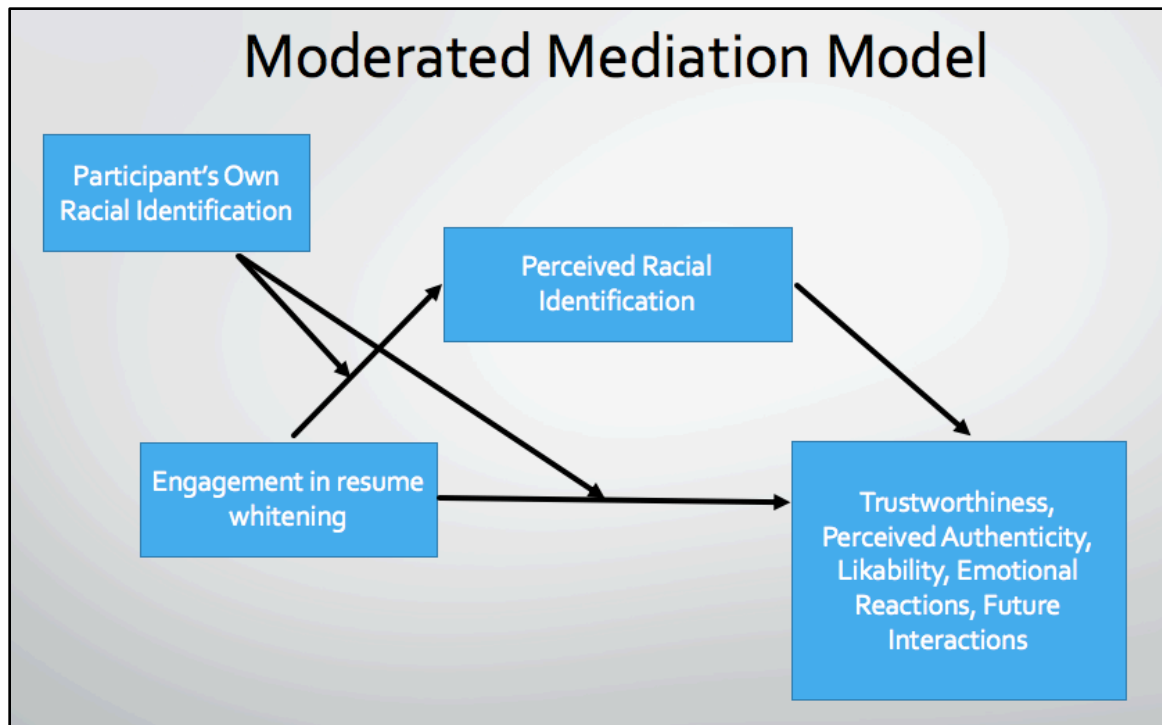 Moderated Mediation Model
Participant's Own
Racial Identification
Perceived Racial
Identification
Engagement in resume
whitening
Trustworthiness,
Perceived Authenticity,
Likability, Emotional
Reactions, Future
Interactions